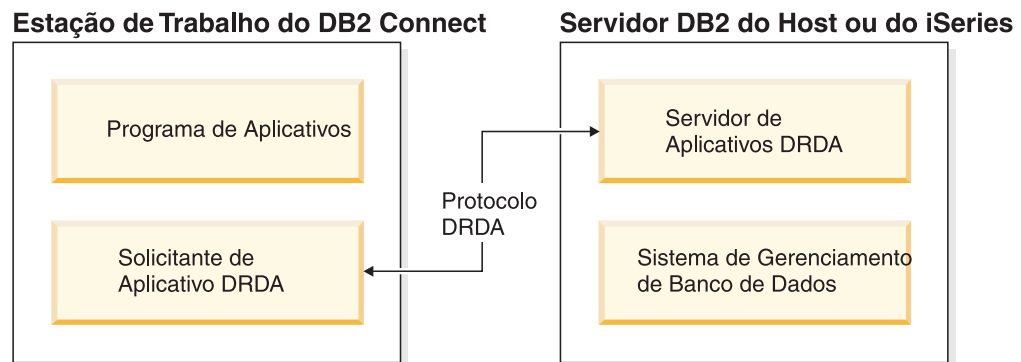 Estação de Trabalho do DB2 Connect
Programa de Aplicativos
Solicitante de
Aplicativo DRDA
Protocolo
DRDA
Servidor DB2 do Host ou do iSeries
Servidor de
Aplicativos DRDA
Sistema de Gerenciamento
de Banco de Dados